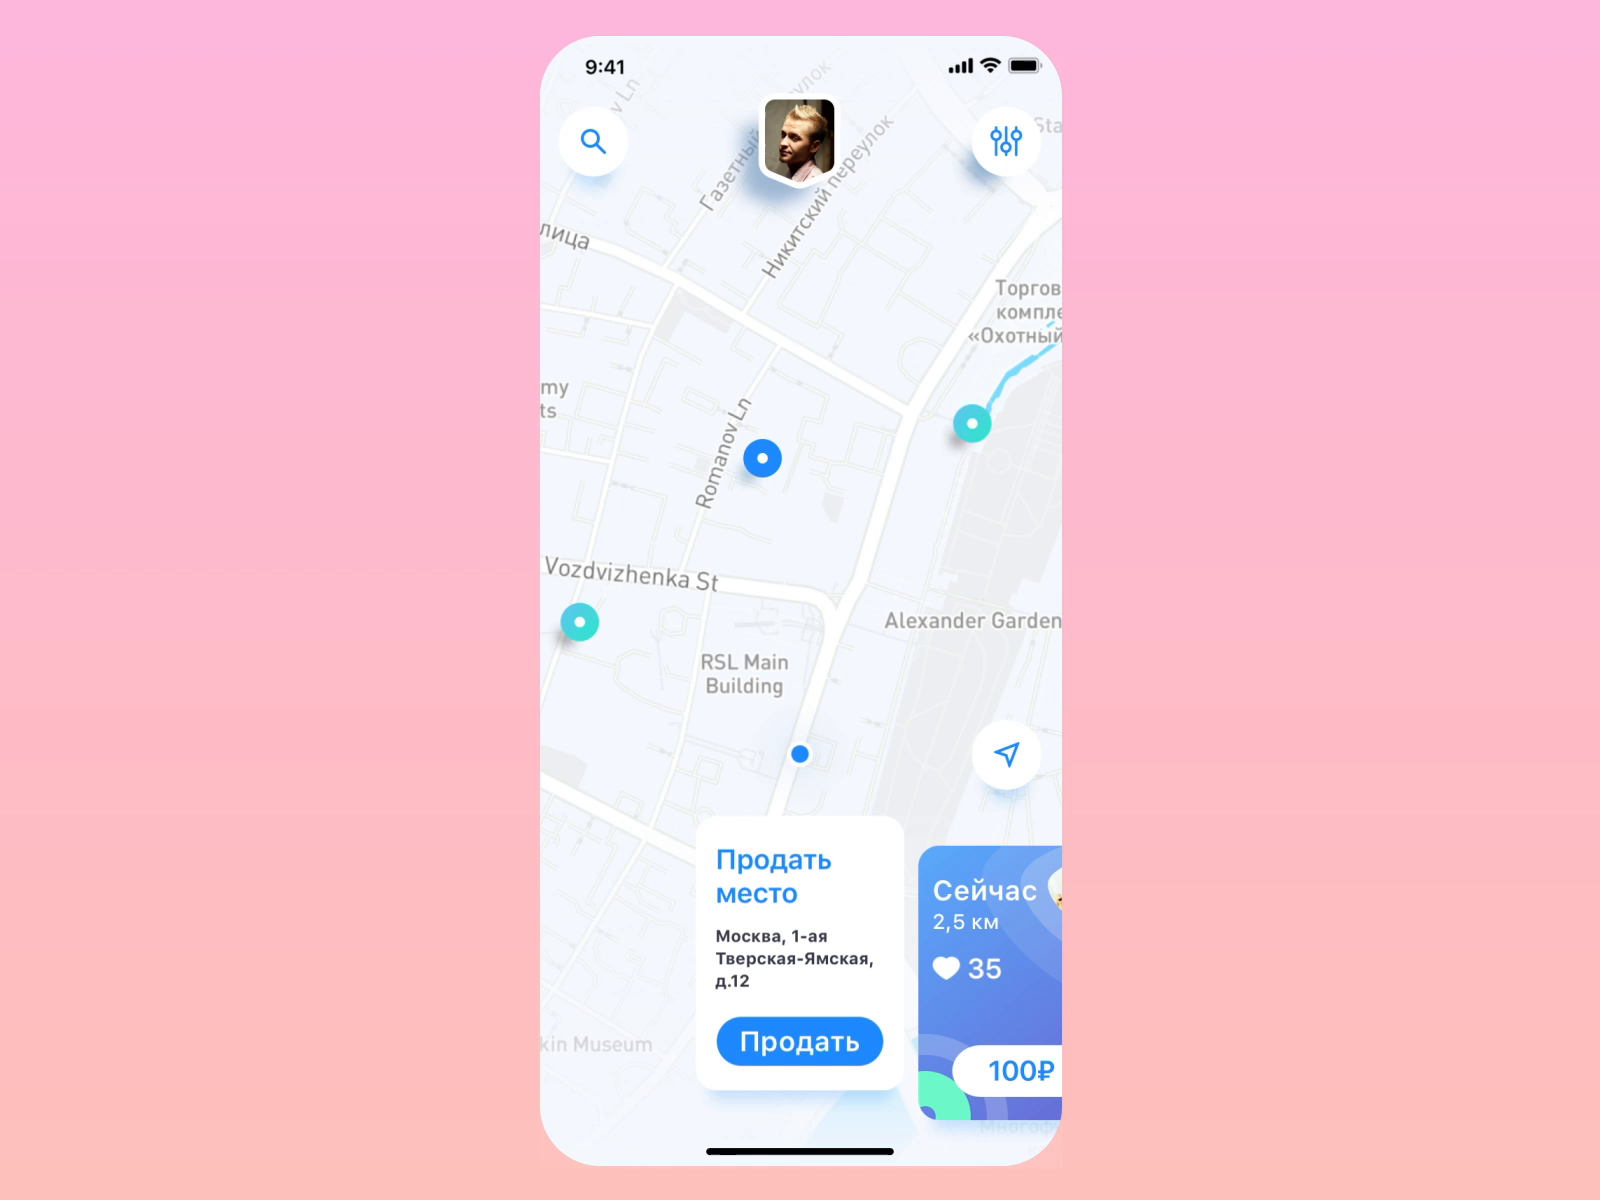 9:41
v Ln
улок
Sta
Газетный
Никитский переулок
лица
Торгов
компле
«Охотный
my
ts
Romanov Ln
Vozdvizhenka St
Alexander Garden
RSL Main
Building
Продать
место
Москва, 1-ая
Тверская-Ямская,
д.12
Продать
Сейчас
2,5 км
35
100₽
kin Museum
Многоф